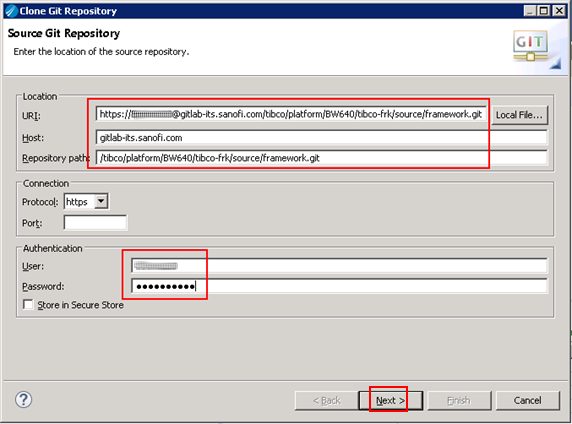 Clone Git Repository
Source Git Repository
Enter the location of the source repository.
GIT
Location
URI: https://@gitlab-its.sanofi.com/tibco/platform/BW640/tibco-frk/source/framework.git Local File...
Host: gitlab-its.sanofi.com
Repository path: /tibco/platform/BW640/tibco-frk/source/framework.git
Connection
Protocol: https
Port:
Authentication
User:
Password: ●●●●●●●●●●
Store in Secure Store
? < Back Next > Finish Cancel